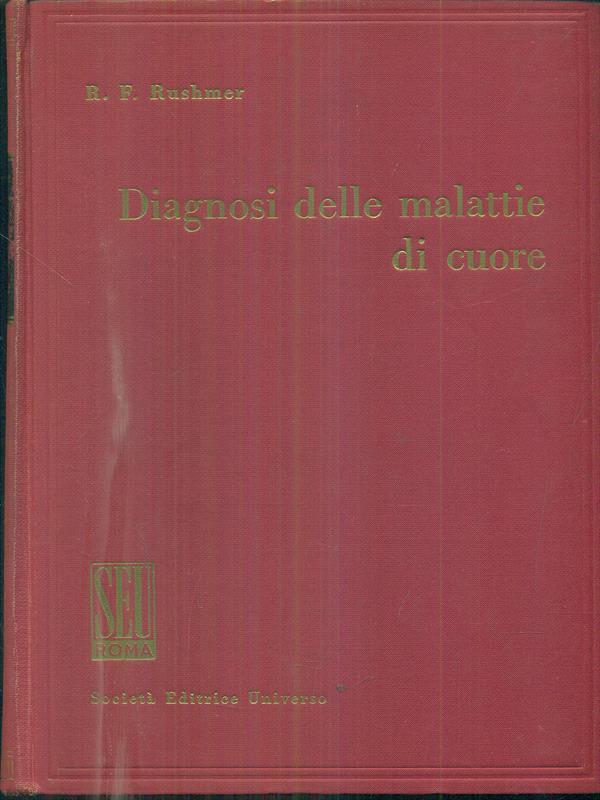 R. F. Rushmer
Diagnosi delle malattie
di cuore
SEU
ROMA
Società Editrice Universo